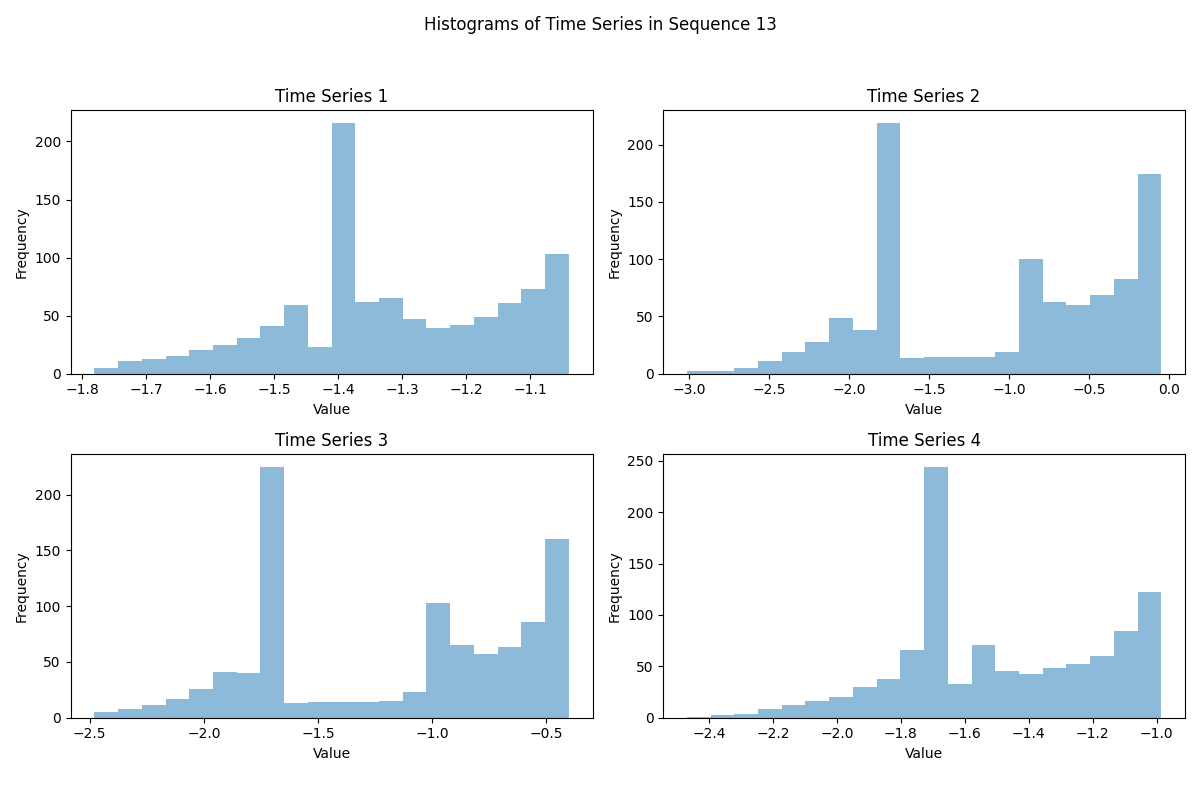 Histograms of Time Series in Sequence 13
Time Series 1
Frequency
200
150
100
50
0
−1.8 −1.7 −1.6 −1.5 −1.4 −1.3 −1.2 −1.1
Value
Time Series 2
Frequency
200
150
100
50
0
−3.0 −2.5 −2.0 −1.5 −1.0 −0.5 0.0
Value
Time Series 3
Frequency
200
150
100
50
0
−2.5 −2.0 −1.5 −1.0 −0.5
Value
Time Series 4
Frequency
250
200
150
100
50
0
−2.4 −2.2 −2.0 −1.8 −1.6 −1.4 −1.2 −1.0
Value